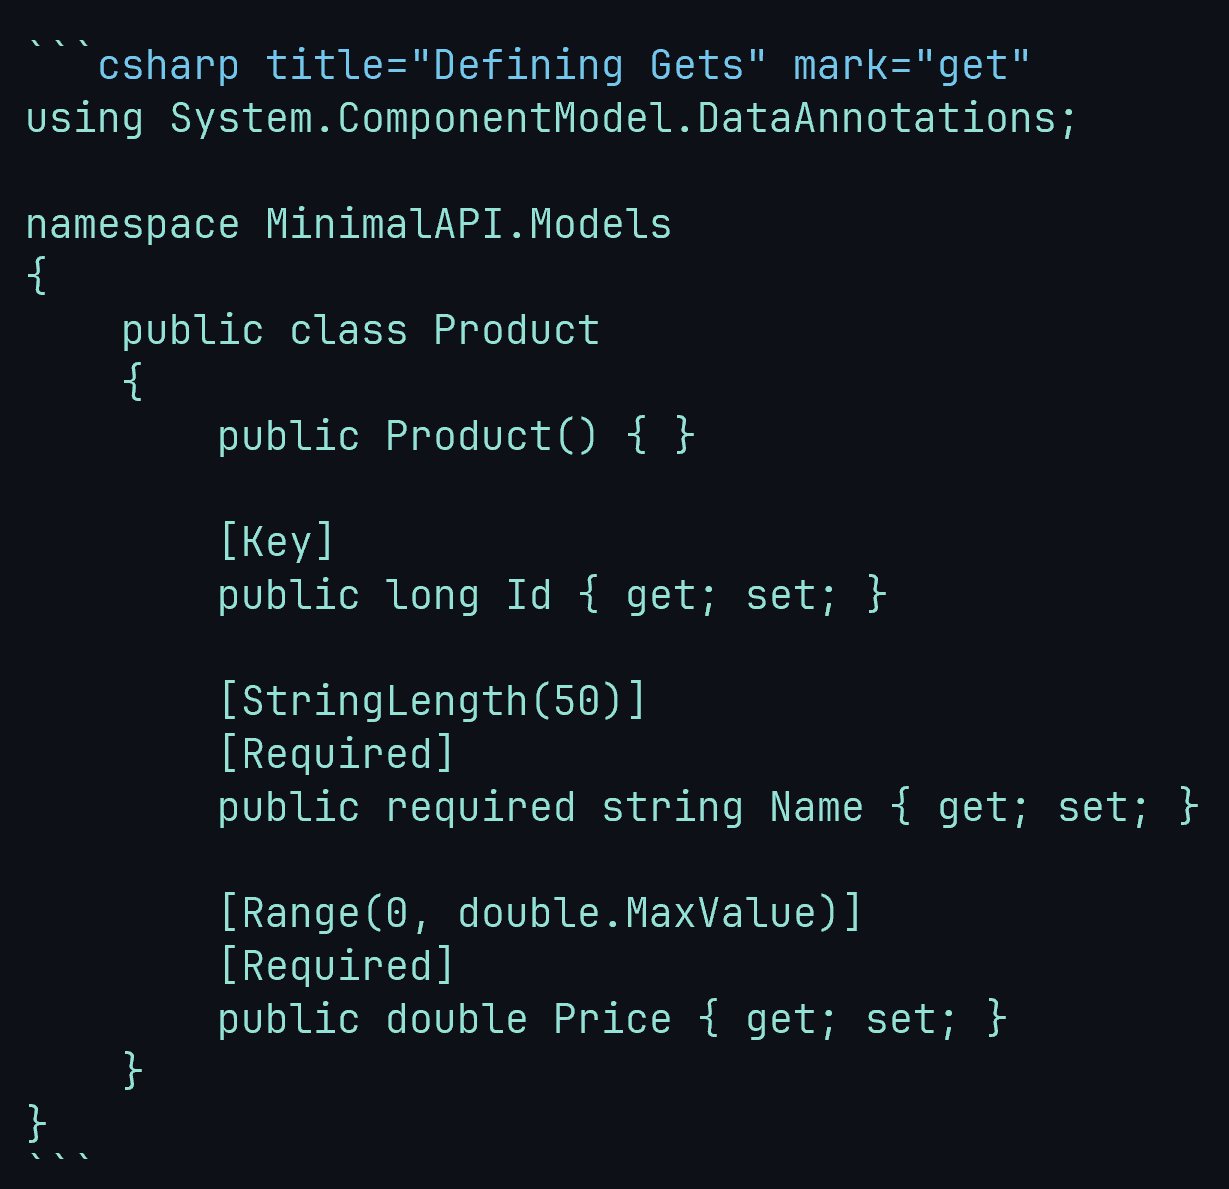 ```csharp title="Defining Gets" mark="get"
using System.ComponentModel.DataAnnotations;

namespace MinimalAPI.Models
{
    public class Product
    {
        public Product() { }

        [Key]
        public long Id { get; set; }

        [StringLength(50)]
        [Required]
        public required string Name { get; set; }

        [Range(0, double.MaxValue)]
        [Required]
        public double Price { get; set; }
    }
}
```